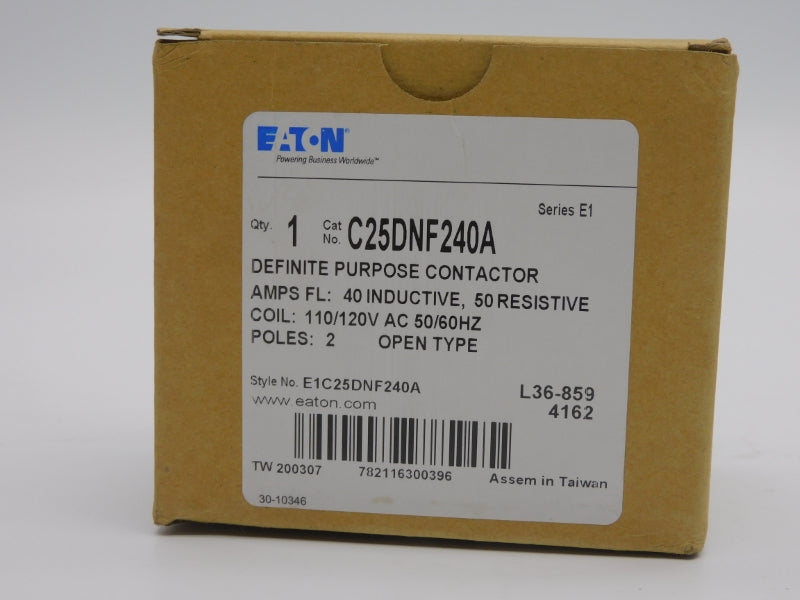 EATON®
Powering Business Worldwide™
Series E1
Qty. 1 Cat No. C25DNF240A
DEFINITE PURPOSE CONTACTOR
AMPS FL: 40 INDUCTIVE, 50 RESISTIVE
COIL: 110/120V AC 50/60HZ
POLES: 2 OPEN TYPE
Style No. E1C25DNF240A L36-859
www.eaton.com 4162
TW 200307 782116300396 Assem in Taiwan
30-10346